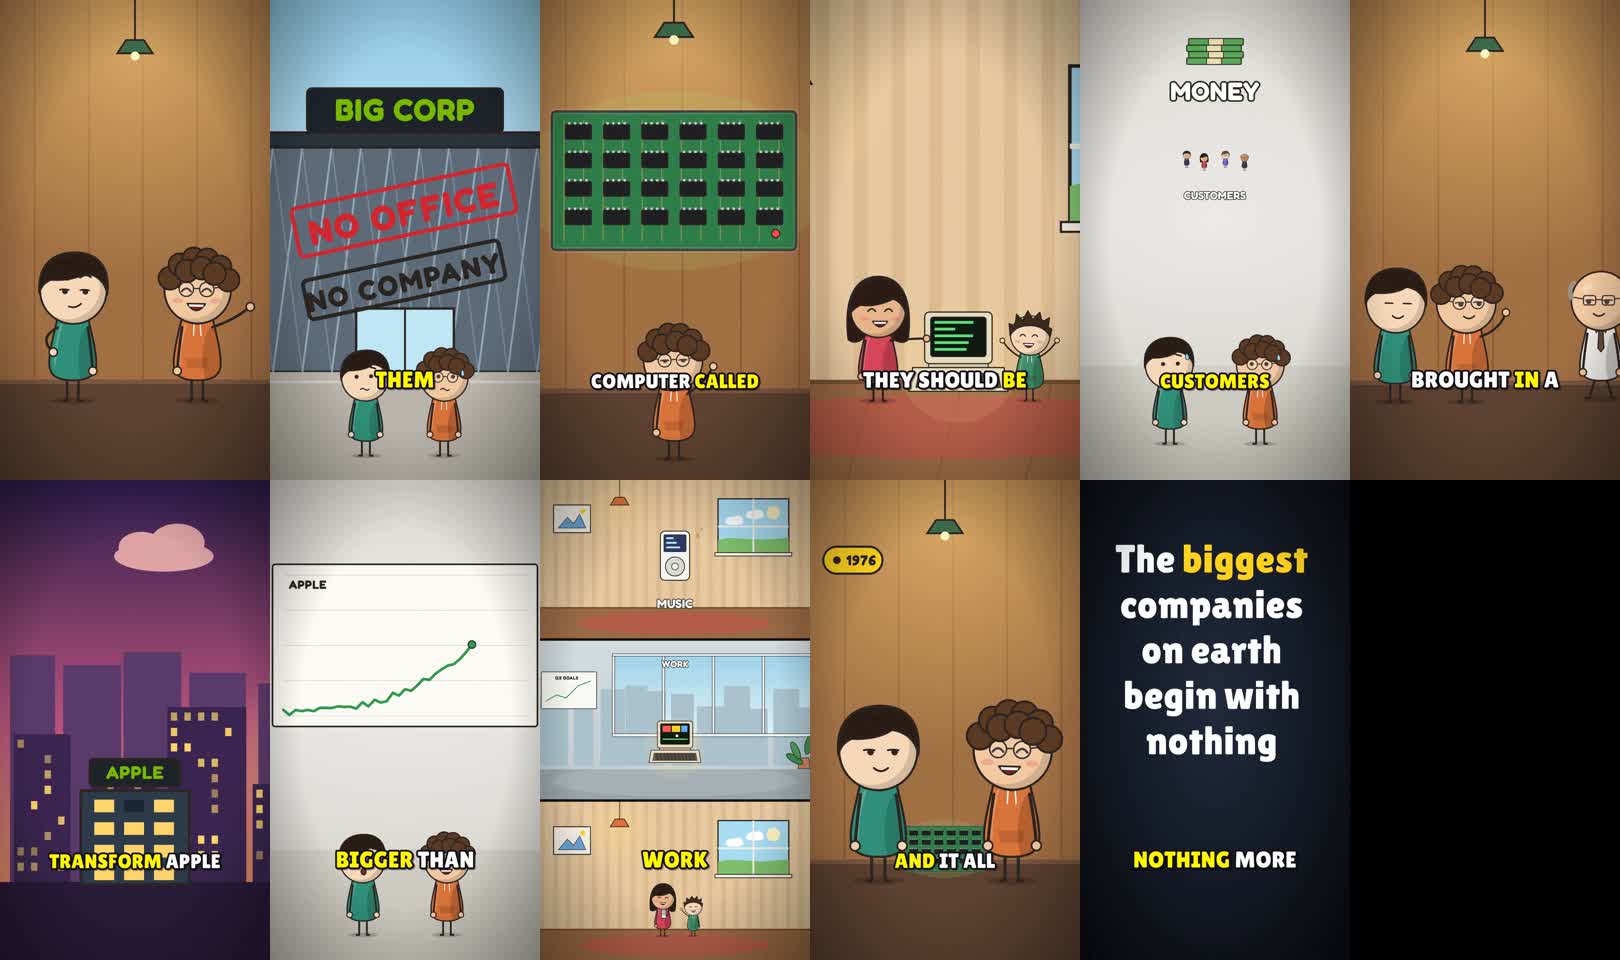 BIG CORP
NO OFFICE
NO COMPANY
THEM
COMPUTER CALLED
THEY SHOULD BE
MONEY
CUSTOMERS
CUSTOMERS
BROUGHT IN A
APPLE
TRANSFORM APPLE
APPLE
BIGGER THAN
MUSIC
WORK
Q3 GOALS
WORK
1976
AND IT ALL
The biggest
companies
on earth
begin with
nothing
NOTHING MORE